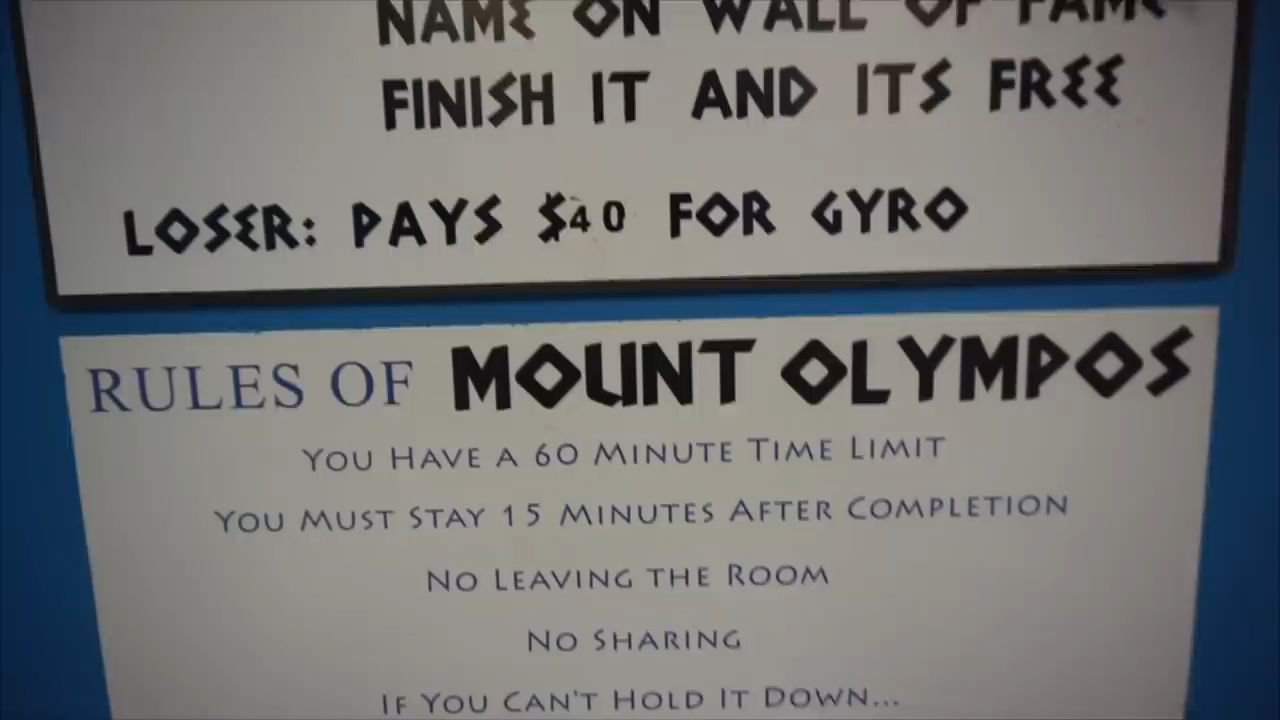 NAME ON WALL OF FAME
FINISH IT AND ITS FREE
LOSER: PAYS $40 FOR GYRO
RULES OF MOUNT OLYMPOS
YOU HAVE A 60 MINUTE TIME LIMIT
YOU MUST STAY 15 MINUTES AFTER COMPLETION
NO LEAVING THE ROOM
NO SHARING
IF YOU CAN'T HOLD IT DOWN...